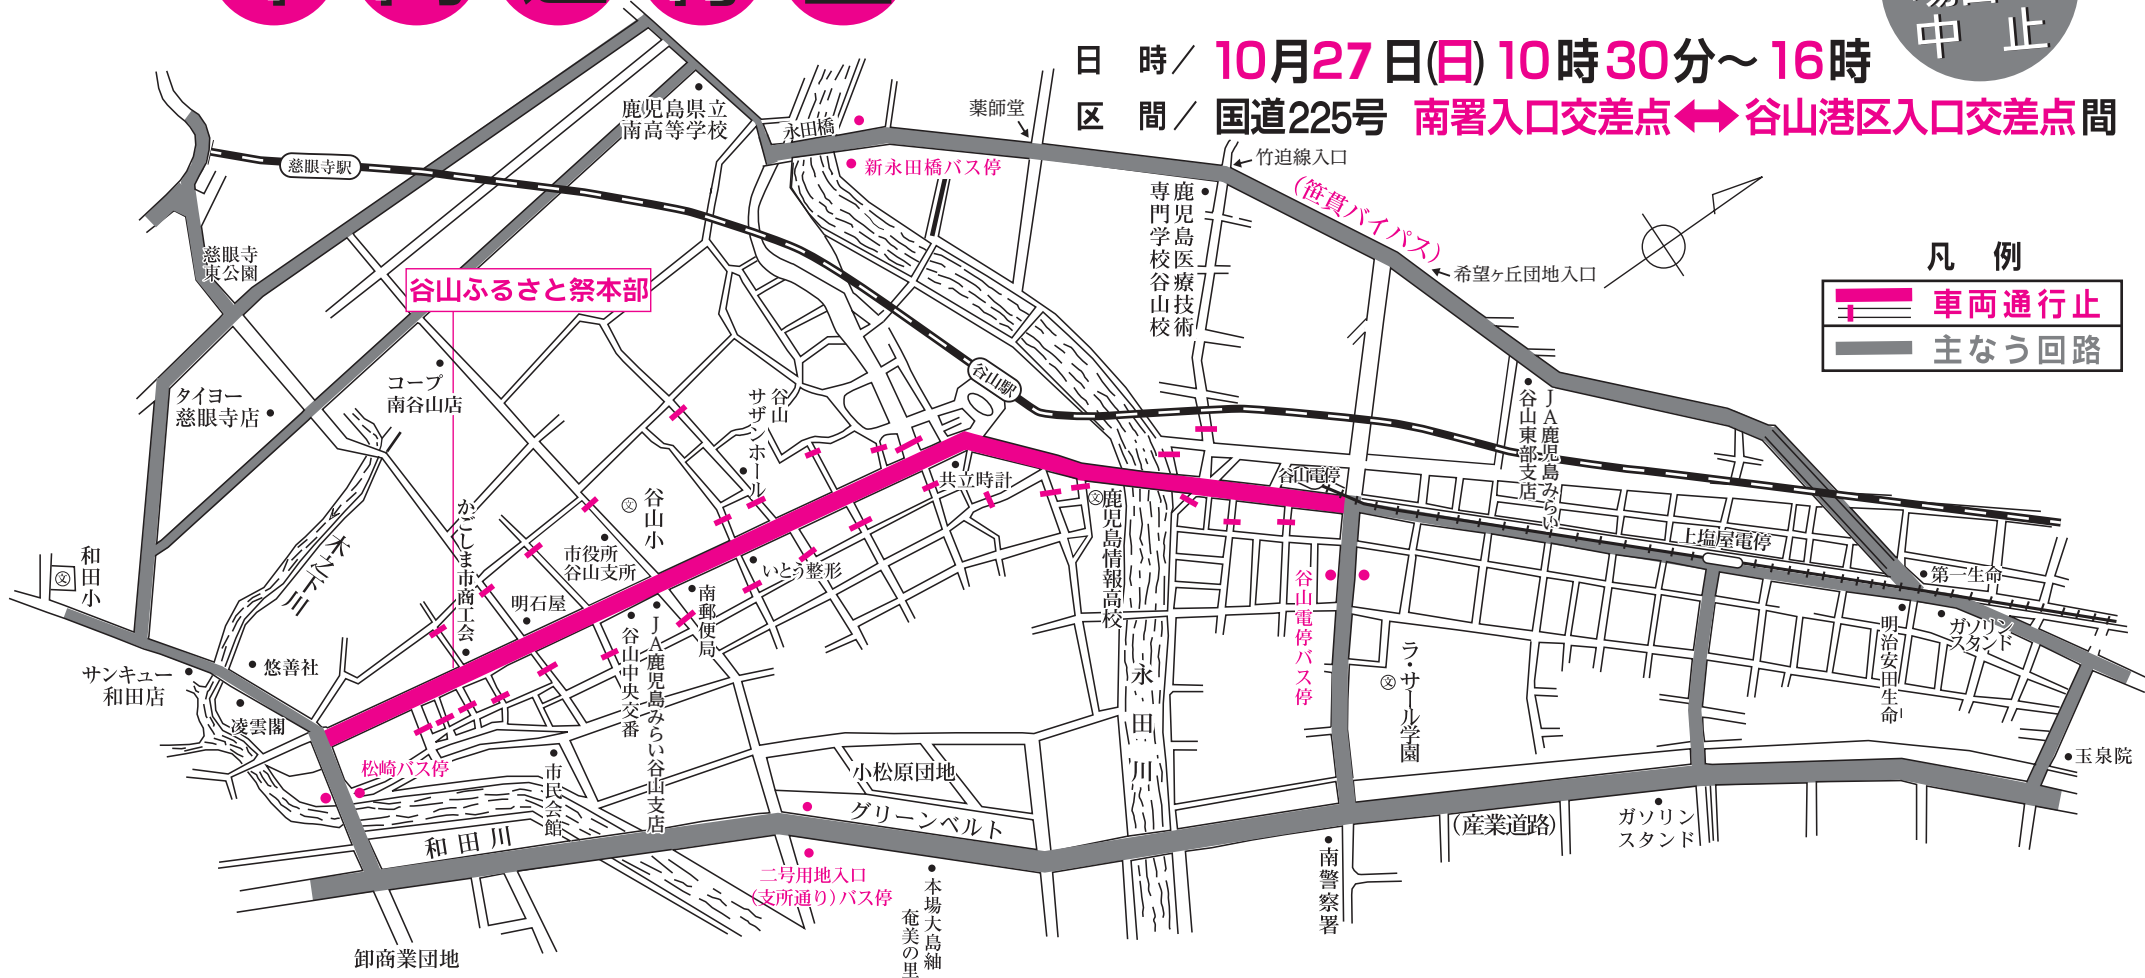 中止
日 時／ 10月27日(日)10時30分～16時
区 間／ 国道225号 南署入口交差点⟷谷山港区入口交差点間
凡 例
車両通行止
主なう回路
鹿児島県立
南高等学校
永田橋
薬師堂
新永田橋バス停
竹迫線入口
(笹貫バイパス)
希望ヶ丘団地入口
慈眼寺駅
慈眼寺
東公園
鹿児島医療技術
専門学校谷山校
谷山ふるさと祭本部
タイヨー
慈眼寺店
コープ
南谷山店
谷山
サザンホール
谷山駅
JA鹿児島みらい
谷山東部支店
共立時計
谷山電停
鹿児島情報高校
文
谷山小
文
市役所
谷山支所
かごしま市商工会
木之下川
和田小
文
いとう整形
明石屋
南郵便局
谷山中央交番
JA鹿児島みらい谷山支店
上塩屋電停
第一生命
ガソリン
スタンド
明治安田生命
谷山電停バス停
ラ・サール学園
文
永田川
サンキュー
和田店
悠善社
凌雲閣
松崎バス停
市民会館
和田川
小松原団地
グリーンベルト
二号用地入口
(支所通り)バス停
本場大島紬
奄美の里
卸商業団地
南警察署
(産業道路)
ガソリン
スタンド
玉泉院